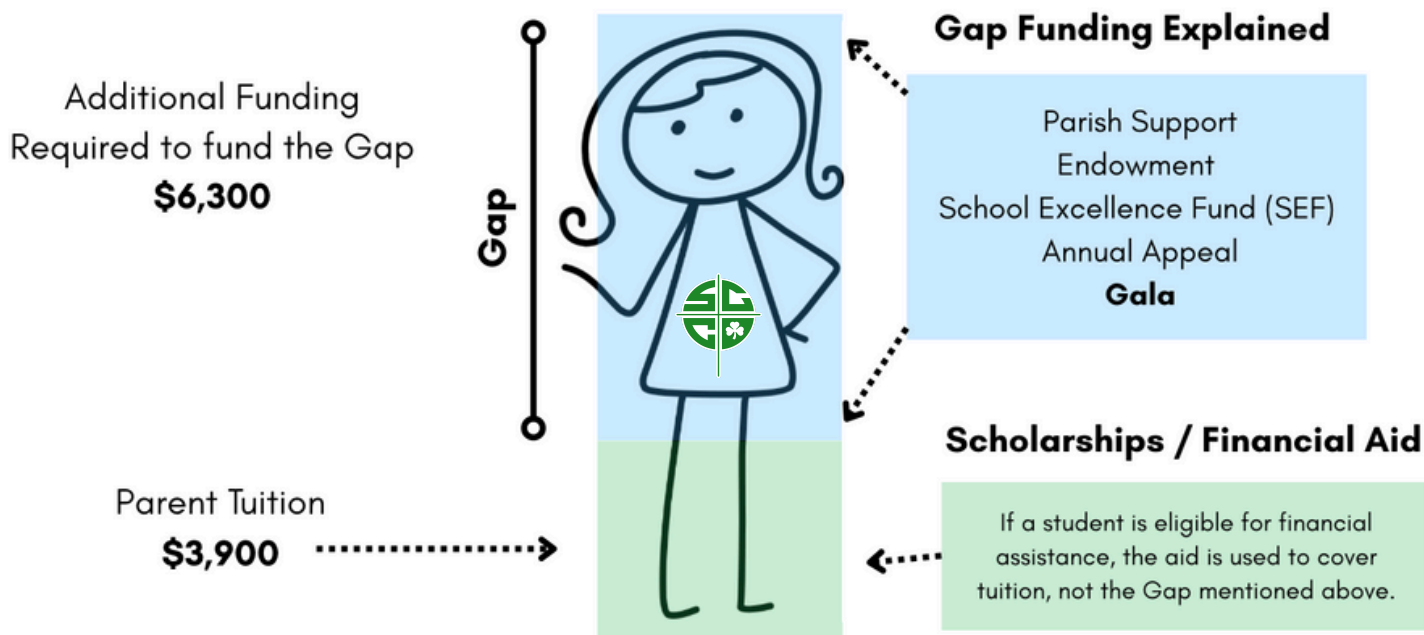 Additional Funding
Required to fund the Gap
$6,300
Gap
Parent Tuition
$3,900
SCCS
Gap Funding Explained
Parish Support
Endowment
School Excellence Fund (SEF)
Annual Appeal
Gala
Scholarships / Financial Aid
If a student is eligible for financial
assistance, the aid is used to cover
tuition, not the Gap mentioned above.